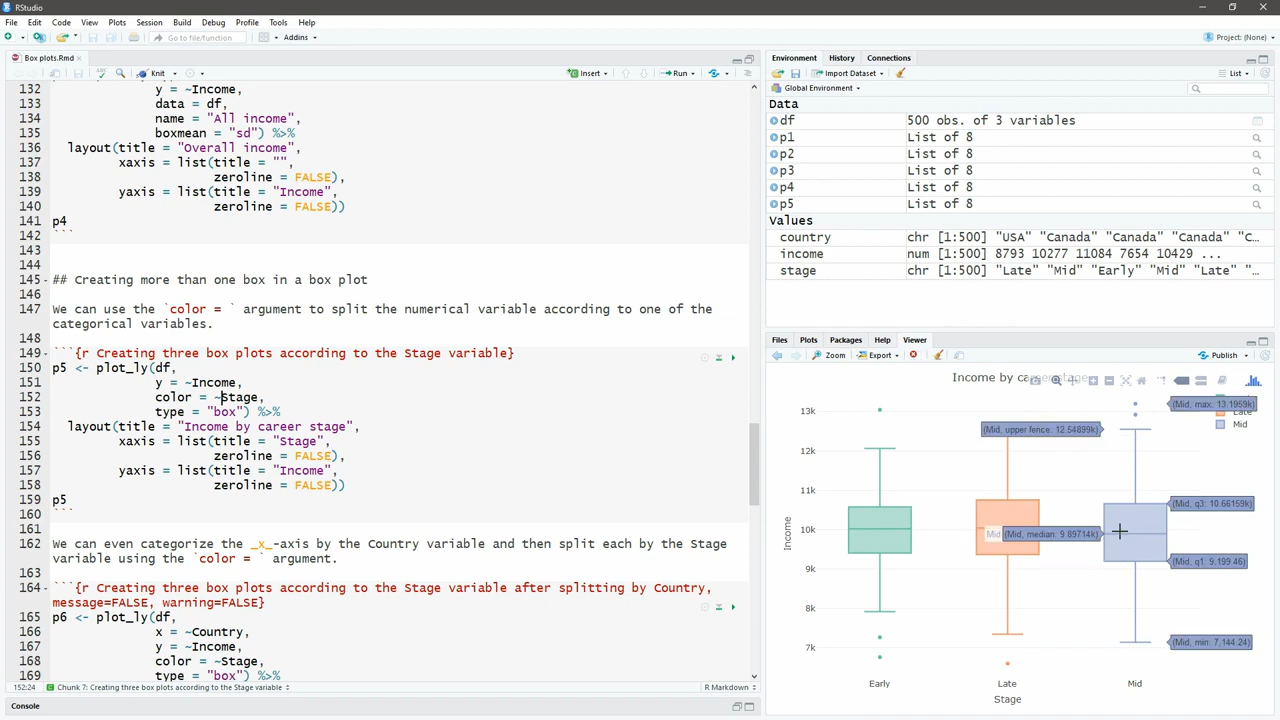 RStudio
File Edit Code View Plots Session Build Debug Profile Tools Help
Go to file/function Addins Project: (None)
Box plots.Rmd
Knit Insert Run
132 y = ~Income,
133 data = df,
134 name = "All income",
135 boxmean = "sd") %>%
136 layout(title = "Overall income",
137 xaxis = list(title = "",
138 zeroline = FALSE),
139 yaxis = list(title = "Income",
140 zeroline = FALSE))
141 p4
142 ```
143
144
145 ## Creating more than one box in a box plot
146
147 We can use the `color = ` argument to split the numerical variable according to one of the
categorical variables.
148
149 ```{r Creating three box plots according to the Stage variable}
150 p5 <- plot_ly(df,
151 y = ~Income,
152 color = ~Stage,
153 type = "box") %>%
154 layout(title = "Income by career stage",
155 xaxis = list(title = "Stage",
156 zeroline = FALSE),
157 yaxis = list(title = "Income",
158 zeroline = FALSE))
159 p5
160 ```
161
162 We can even categorize the _x_-axis by the Country variable and then split each by the Stage
variable using the `color = ` argument.
163
164 ```{r Creating three box plots according to the Stage variable after splitting by Country,
message=FALSE, warning=FALSE}
165 p6 <- plot_ly(df,
166 x = ~Country,
167 y = ~Income,
168 color = ~Stage,
169 type = "box") %>%
152:24 Chunk 7: Creating three box plots according to the Stage variable R Markdown
Console
Environment History Connections
Import Dataset List
Global Environment
Data
df 500 obs. of 3 variables
p1 List of 8
p2 List of 8
p3 List of 8
p4 List of 8
p5 List of 8
Values
country chr [1:500] "USA" "Canada" "Canada" "Canada" "C…
income num [1:500] 8793 10277 11084 7654 10429 ...
stage chr [1:500] "Late" "Mid" "Early" "Mid" "Late" "…
Files Plots Packages Help Viewer
Zoom Export Publish
Income by career stage
(Mid, max: 13.1959k)
Late
Mid
(Mid, upper fence: 12.54899k)
(Mid, q3: 10.66159k)
Mid (Mid, median: 9.89714k)
(Mid, q1: 9,199.46)
(Mid, min: 7,144.24)
13k
12k
11k
10k
9k
8k
7k
Income
Early Late Mid
Stage